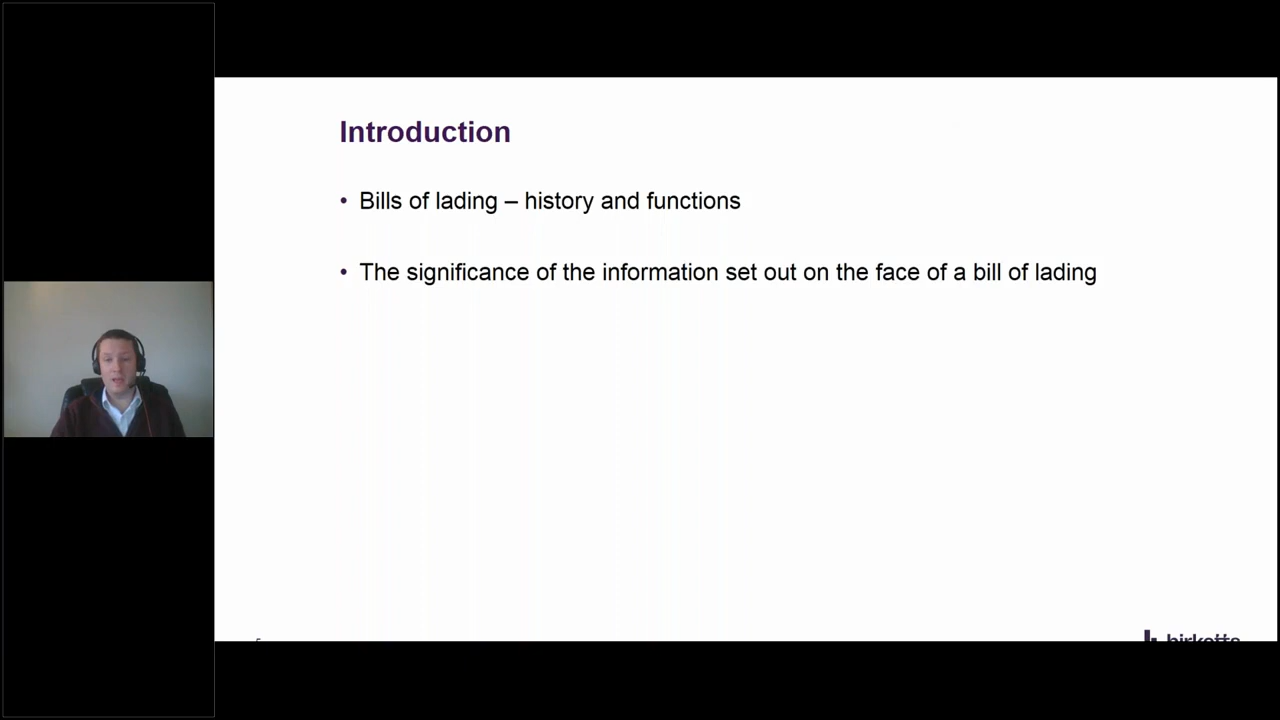 Introduction
• Bills of lading – history and functions
• The significance of the information set out on the face of a bill of lading
birketts